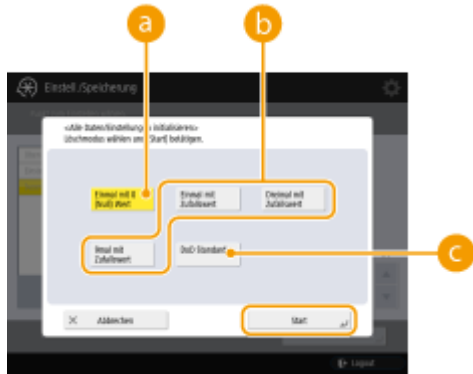 a
b
Einstell./Speicherung
<Alle Daten/Einstellungen initialisieren>
Löschmodus wählen und [Start] betätigen.
Einmal mit 0
(Null) Wert
Einmal mit
Zufallswert
Dreimal mit
Zufallswert
9mal mit
Zufallswert
DoD Standart
c
Abbrechen
Start
Logout